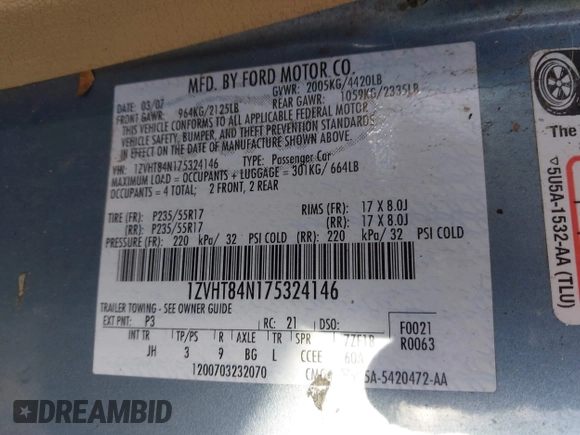 MFD. BY FORD MOTOR CO.
DATE: 03/07
GVWR: 2005KG/4420LB
FRONT GAWR: 964KG/2125LB
REAR GAWR: 1059KG/2335LB
THIS VEHICLE CONFORMS TO ALL APPLICABLE FEDERAL MOTOR
VEHICLE SAFETY, BUMPER, AND THEFT PREVENTION STANDARDS
IN EFFECT ON THE DATE OF MANUFACTURE SHOWN ABOVE.
VIN: 1ZVHT84N175324146 TYPE: Passenger Car
MAXIMUM LOAD = OCCUPANTS + LUGGAGE = 301KG/ 664LB
OCCUPANTS = 4 TOTAL; 2 FRONT, 2 REAR
TIRE (FR): P235/55R17 RIMS (FR): 17 X 8.0J
(RR): P235/55R17 (RR): 17 X 8.0J
PRESSURE (FR): 220 kPa/ 32 PSI COLD (RR): 220 kPa/ 32 PSI COLD
1ZVHT84N175324146
TRAILER TOWING - SEE OWNER GUIDE
EXT PNT: P3 RC: 21 DSO: F0021
INT TR TP/PS R AXLE TR SPR 7ZF1B R0063
JH 3 9 BG L CCEE
1200703232070 5A-5420472-AA
The
5U5A-1532-AA (TLU)
DREAMBID